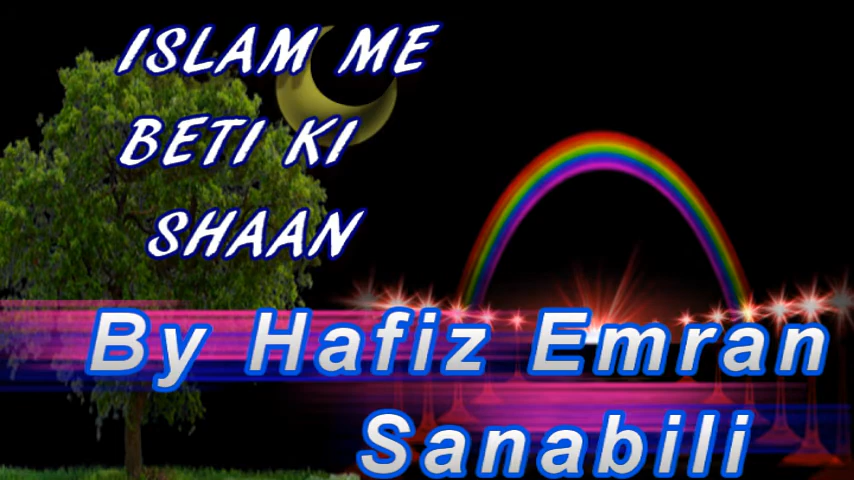 ISLAM ME
BETI KI
SHAAN
By Hafiz Emran
Sanabili